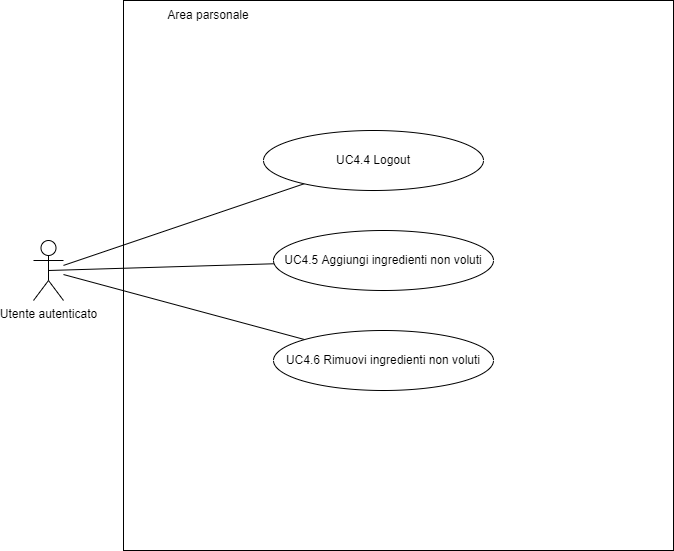 Area parsonale
UC4.4 Logout
UC4.5 Aggiungi ingredienti non voluti
Utente autenticato
UC4.6 Rimuovi ingredienti non voluti